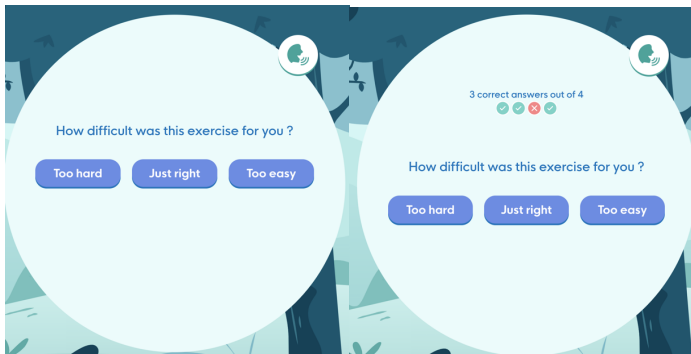 How difficult was this exercise for you ?
Too hard Just right Too easy
3 correct answers out of 4
How difficult was this exercise for you ?
Too hard Just right Too easy